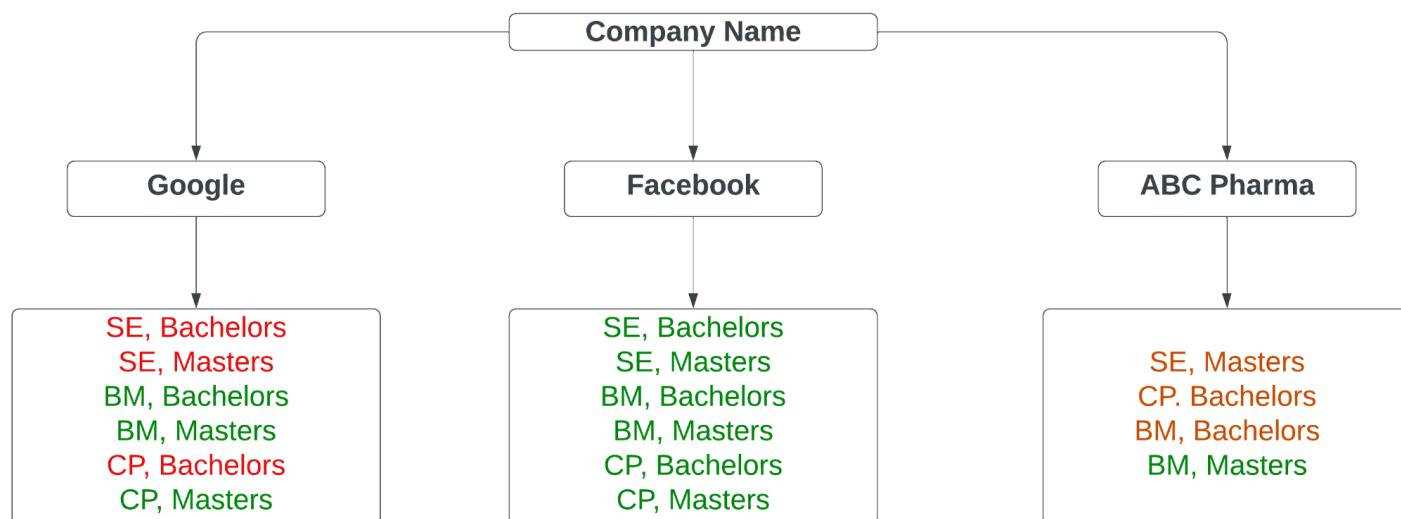 Company Name
Google
Facebook
ABC Pharma
SE, Bachelors
SE, Masters
BM, Bachelors
BM, Masters
CP, Bachelors
CP, Masters
SE, Bachelors
SE, Masters
BM, Bachelors
BM, Masters
CP, Bachelors
CP, Masters
SE, Masters
CP. Bachelors
BM, Bachelors
BM, Masters